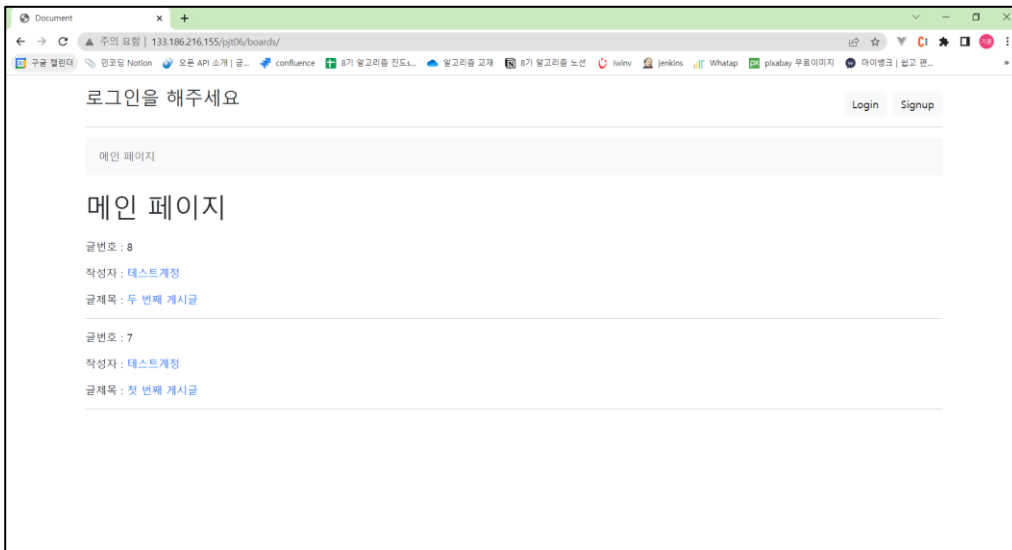 Document
주의 요함 | 133.186.216.155/pjt06/boards/
구글 캘린더 민코딩 Notion 오픈 API 소개 | 공... confluence 8기 알고리즘 진도s... 알고리즘 교재 8기 알고리즘 노션 iwinv jenkins Whatap pixabay 무료이미지 마이뱅크 | 쉽고 편...
로그인을 해주세요
Login Signup
메인 페이지
메인 페이지
글번호 : 8
작성자 : 테스트계정
글제목 : 두 번째 게시글
글번호 : 7
작성자 : 테스트계정
글제목 : 첫 번째 게시글